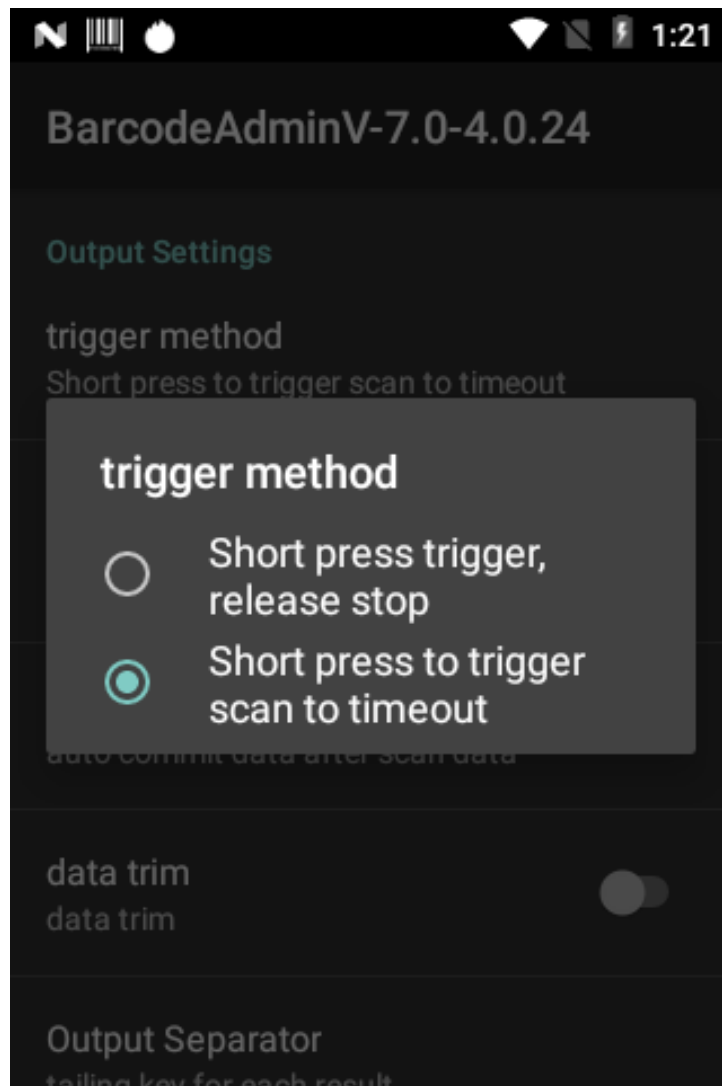 1:21
BarcodeAdminV-7.0-4.0.24
Output Settings
trigger method
Short press to trigger scan to timeout
trigger method
Short press trigger,
release stop
Short press to trigger
scan to timeout
auto commit data after scan data
data trim
data trim
Output Separator
tailing key for each result